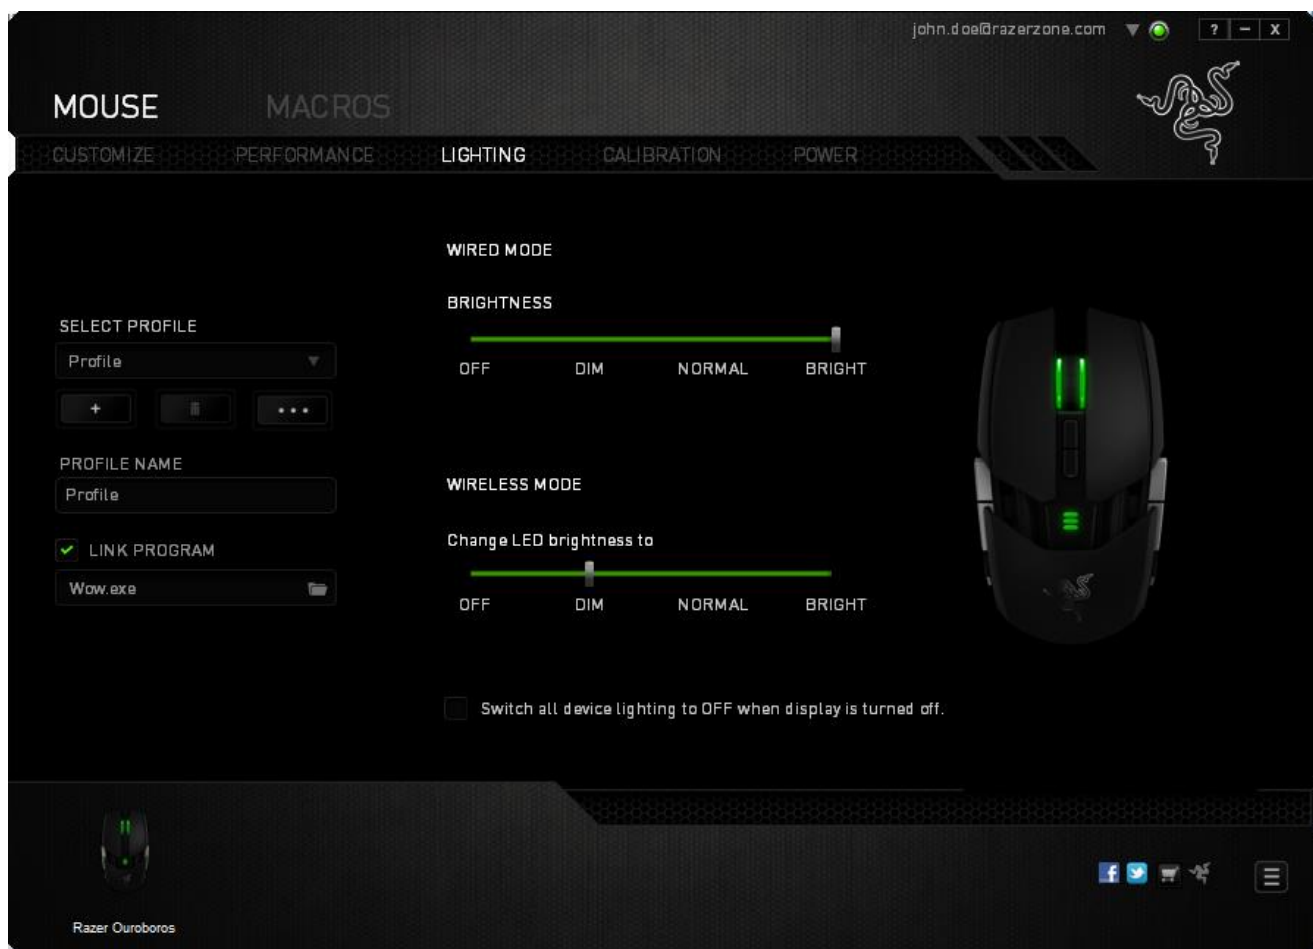 john.doe@razerzone.com
? – X
MOUSE MACROS
CUSTOMIZE PERFORMANCE LIGHTING CALIBRATION POWER
WIRED MODE
BRIGHTNESS
OFF DIM NORMAL BRIGHT
SELECT PROFILE
Profile
+ •••
PROFILE NAME
Profile
LINK PROGRAM
Wow.exe
WIRELESS MODE
Change LED brightness to
OFF DIM NORMAL BRIGHT
Switch all device lighting to OFF when display is turned off.
Razer Ouroboros